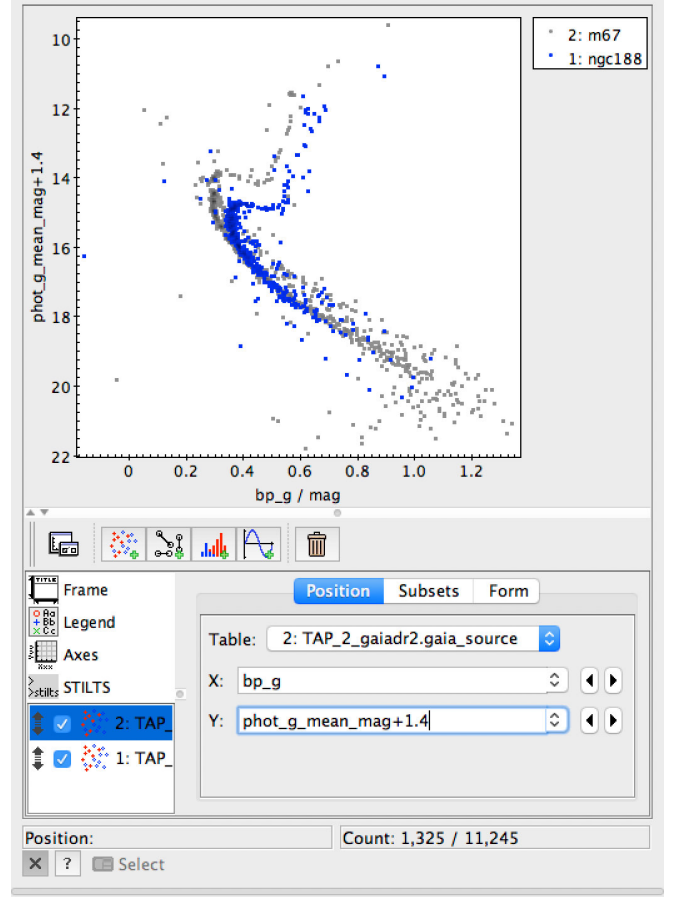 2: m67
1: ngc188
10
12
14
16
18
20
22
phot_g_mean_mag+1.4
0 0.2 0.4 0.6 0.8 1.0 1.2
bp_g / mag
Frame
Legend
Axes
STILTS
2: TAP_
1: TAP_
Position Subsets Form
Table: 2: TAP_2_gaiadr2.gaia_source
X: bp_g
Y: phot_g_mean_mag+1.4
Position: Count: 1,325 / 11,245
? Select